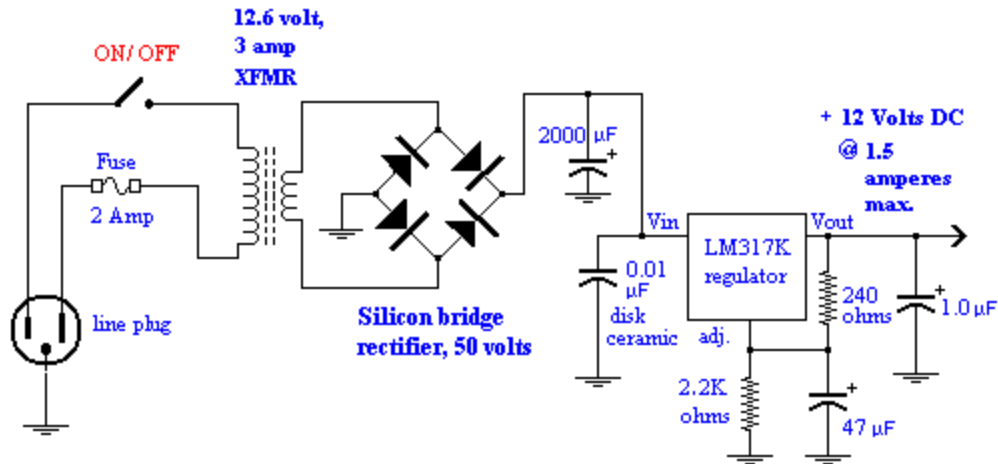 12.6 volt,
3 amp
XFMR
ON/ OFF
Fuse
2 Amp
line plug
Silicon bridge
rectifier, 50 volts
2000 µF
+
+ 12 Volts DC
@ 1.5
amperes
max.
Vin
Vout
LM317K
regulator
adj.
0.01
µF
disk
ceramic
240
ohms
+
1.0 µF
2.2K
ohms
+
47 µF